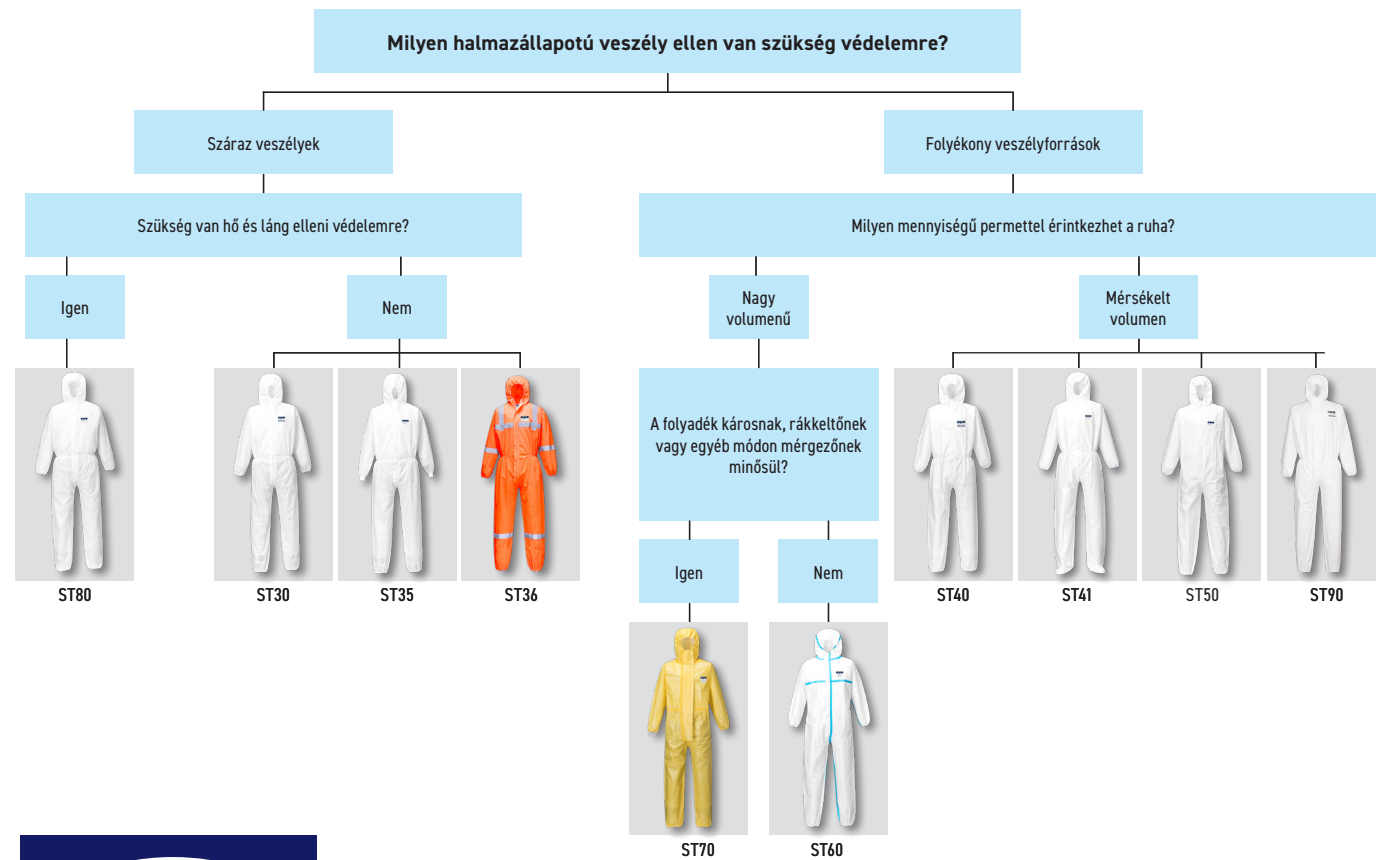 Milyen halmazállapotú veszély ellen van szükség védelemre?
Száraz veszélyek
Folyékony veszélyforrások
Szükség van hő és láng elleni védelemre?
Milyen mennyiségű permettel érintkezhet a ruha?
Igen
Nem
Nagy
volumenű
Mérsékelt
volumen
A folyadék károsnak, rákkeltőnek
vagy egyéb módon mérgezőnek
minősül?
ST80
ST30
ST35
ST36
Igen
Nem
ST40
ST41
ST50
ST90
ST70
ST60